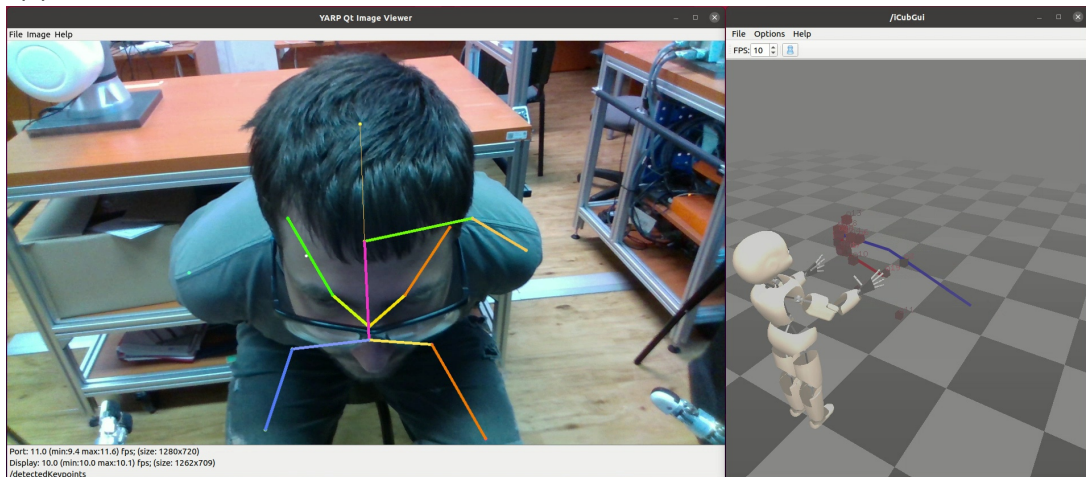 YARP Qt Image Viewer
File Image Help
Port: 11.0 (min:9.4 max:11.6) fps; (size: 1280x720)
Display: 10.0 (min:10.0 max:10.1) fps; (size: 1262x709)
/detectedKeypoints
/iCubGui
File Options Help
FPS: 10